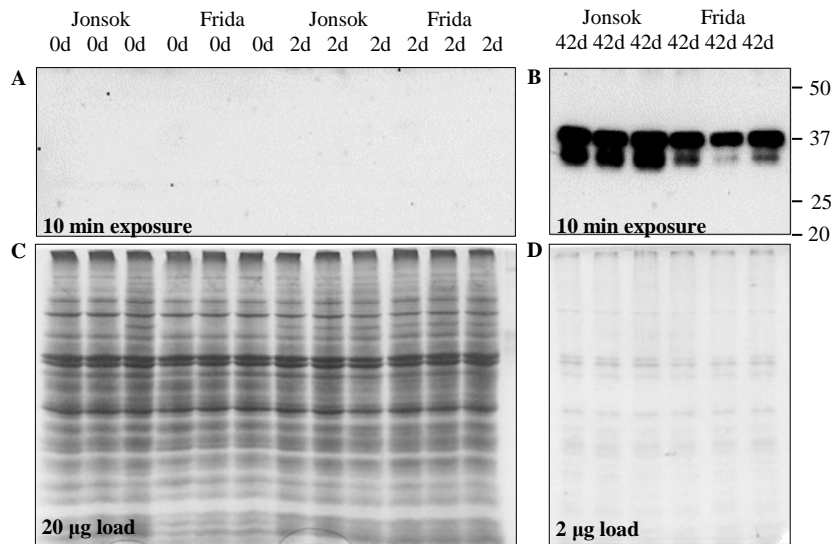 Jonsok Frida Jonsok Frida
0d 0d 0d 0d 0d 0d 2d 2d 2d 2d 2d 2d
Jonsok Frida
42d 42d 42d 42d 42d 42d
A
10 min exposure
B
50
37
25
20
10 min exposure
C
20 µg load
D
2 µg load